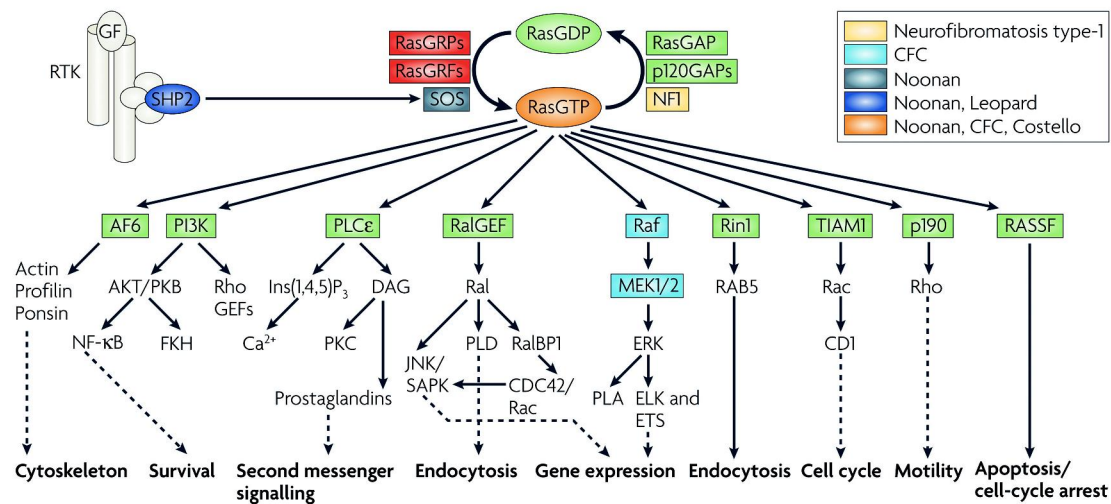 GF
RTK
SHP2
RasGRPs
RasGRFs
SOS
RasGDP
RasGTP
RasGAP
p120GAPs
NF1
Neurofibromatosis type-1
CFC
Noonan
Noonan, Leopard
Noonan, CFC, Costello
AF6
PI3K
PLCε
RalGEF
Raf
Rin1
TIAM1
p190
RASSF
Actin
Profilin
Ponsin
AKT/PKB
Rho
GEFs
Ins(1,4,5)P₃
DAG
Ral
MEK1/2
RAB5
Rac
Rho
NF-κB
FKH
Ca²⁺
PKC
JNK/
SAPK
PLD
RalBP1
ERK
CD1
Prostaglandins
CDC42/
Rac
PLA
ELK and
ETS
Cytoskeleton
Survival
Second messenger
signalling
Endocytosis
Gene expression
Endocytosis
Cell cycle
Motility
Apoptosis/
cell-cycle arrest